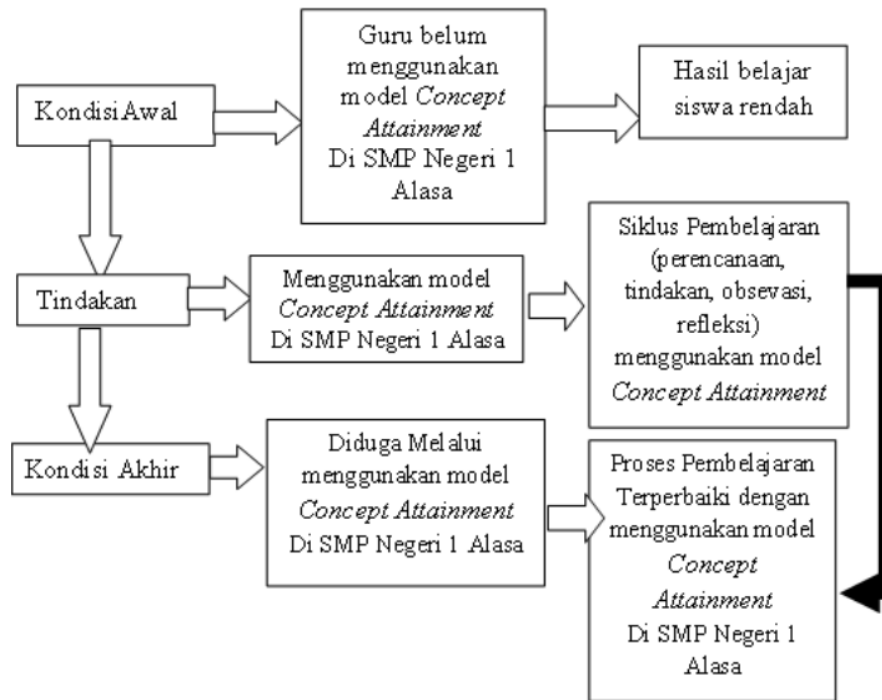 Kondisi Awal
Guru belum
menggunakan
model Concept
Attainment
Di SMP Negeri 1
Alasa
Hasil belajar
siswa rendah
Tindakan
Menggunakan model
Concept Attainment
Di SMP Negeri 1 Alasa
Siklus Pembelajaran
(perencanaan,
tindakan, obsevasi,
refleksi)
menggunakan model
Concept Attainment
Kondisi Akhir
Diduga Melalui
menggunakan model
Concept Attainment
Di SMP Negeri 1 Alasa
Proses Pembelajaran
Terperbaiki dengan
menggunakan model
Concept
Attainment
Di SMP Negeri 1
Alasa